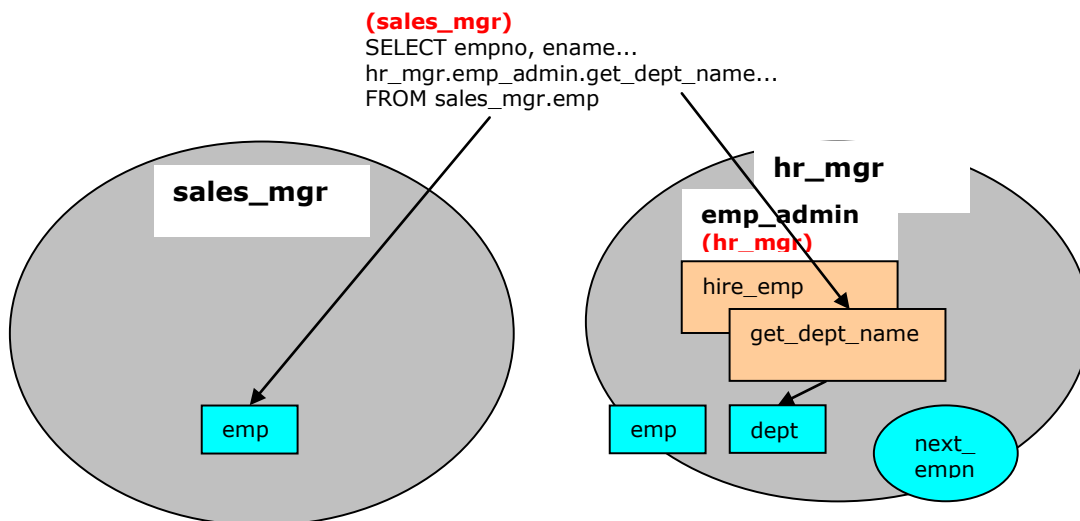 (sales_mgr)
SELECT empno, ename…
hr_mgr.emp_admin.get_dept_name…
FROM sales_mgr.emp
sales_mgr
hr_mgr
emp_admin
(hr_mgr)
hire_emp
get_dept_name
emp
emp
dept
next_
empn